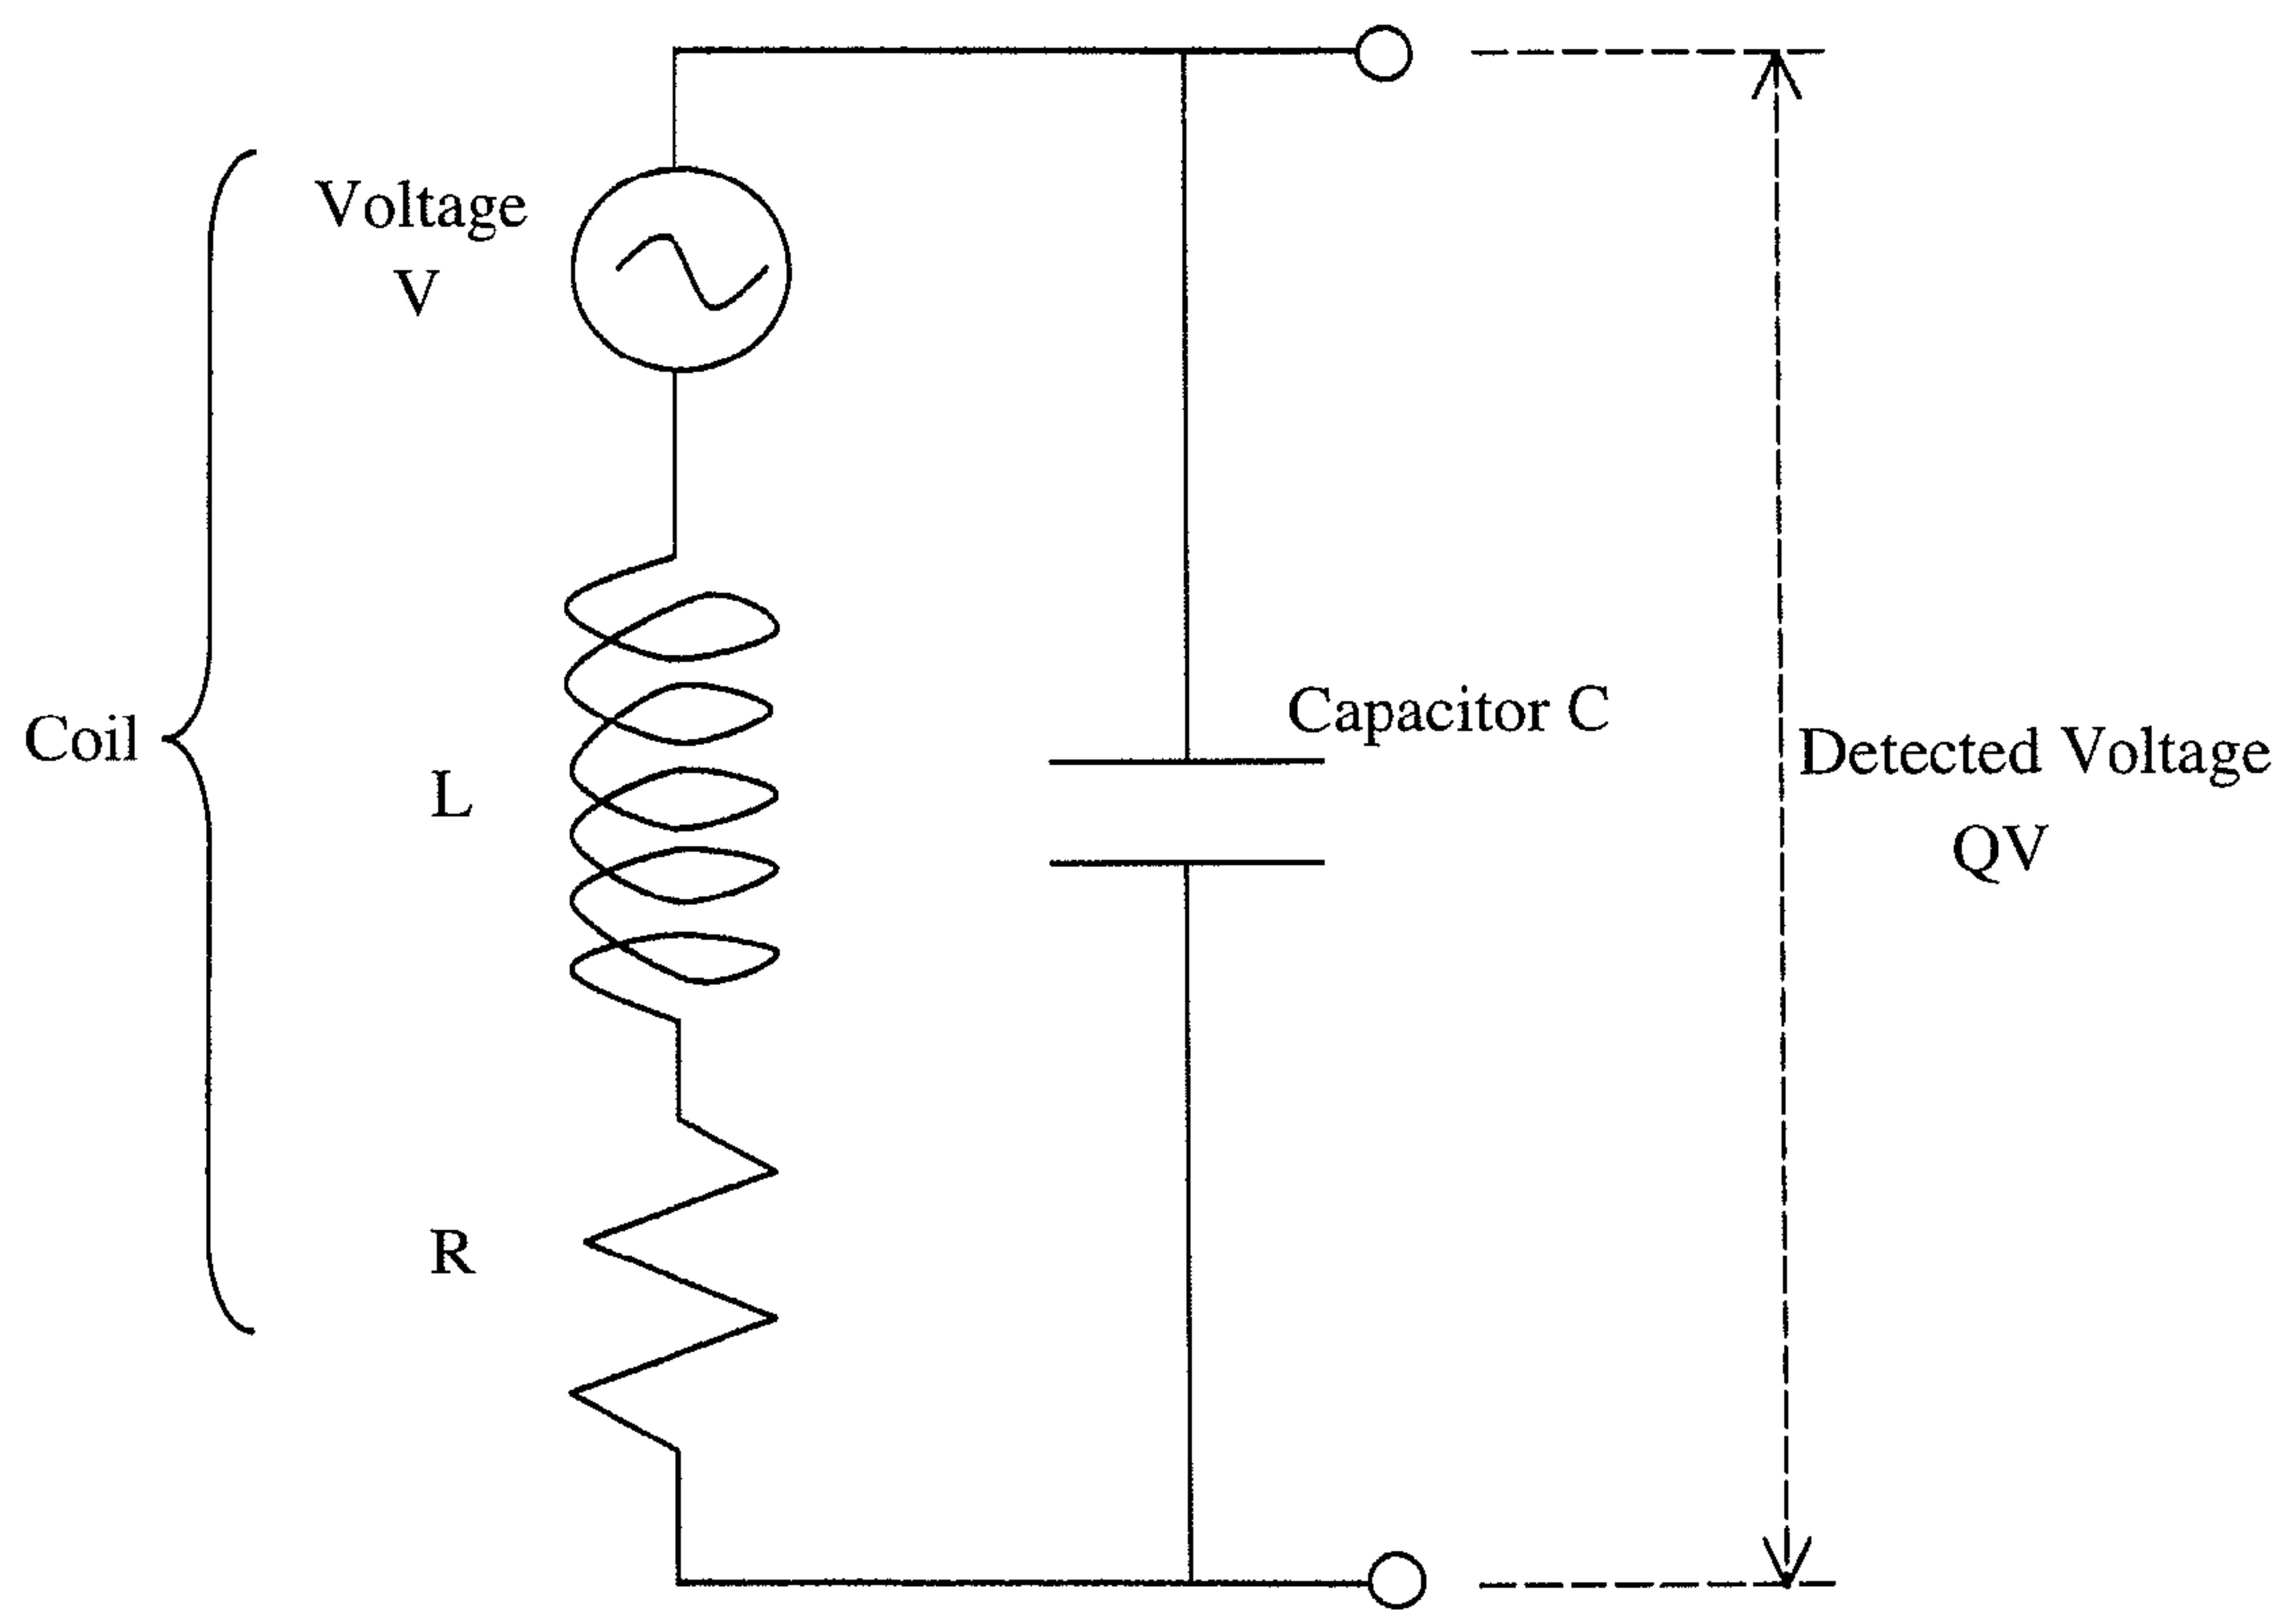 Voltage
V
Coil
L
R
Capacitor C
Detected Voltage
QV